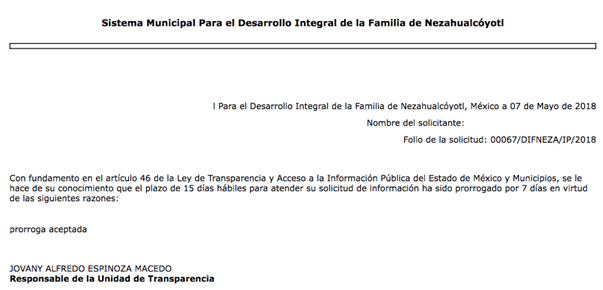 Sistema Municipal Para el Desarrollo Integral de la Familia de Nezahualcóyotl
l Para el Desarrollo Integral de la Familia de Nezahualcóyotl, México a 07 de Mayo de 2018
Nombre del solicitante:
Folio de la solicitud: 00067/DIFNEZA/IP/2018
Con fundamento en el artículo 46 de la Ley de Transparencia y Acceso a la Información Pública del Estado de México y Municipios, se le
hace de su conocimiento que el plazo de 15 días hábiles para atender su solicitud de información ha sido prorrogado por 7 días en virtud
de las siguientes razones:
prorroga aceptada
JOVANY ALFREDO ESPINOZA MACEDO
Responsable de la Unidad de Transparencia